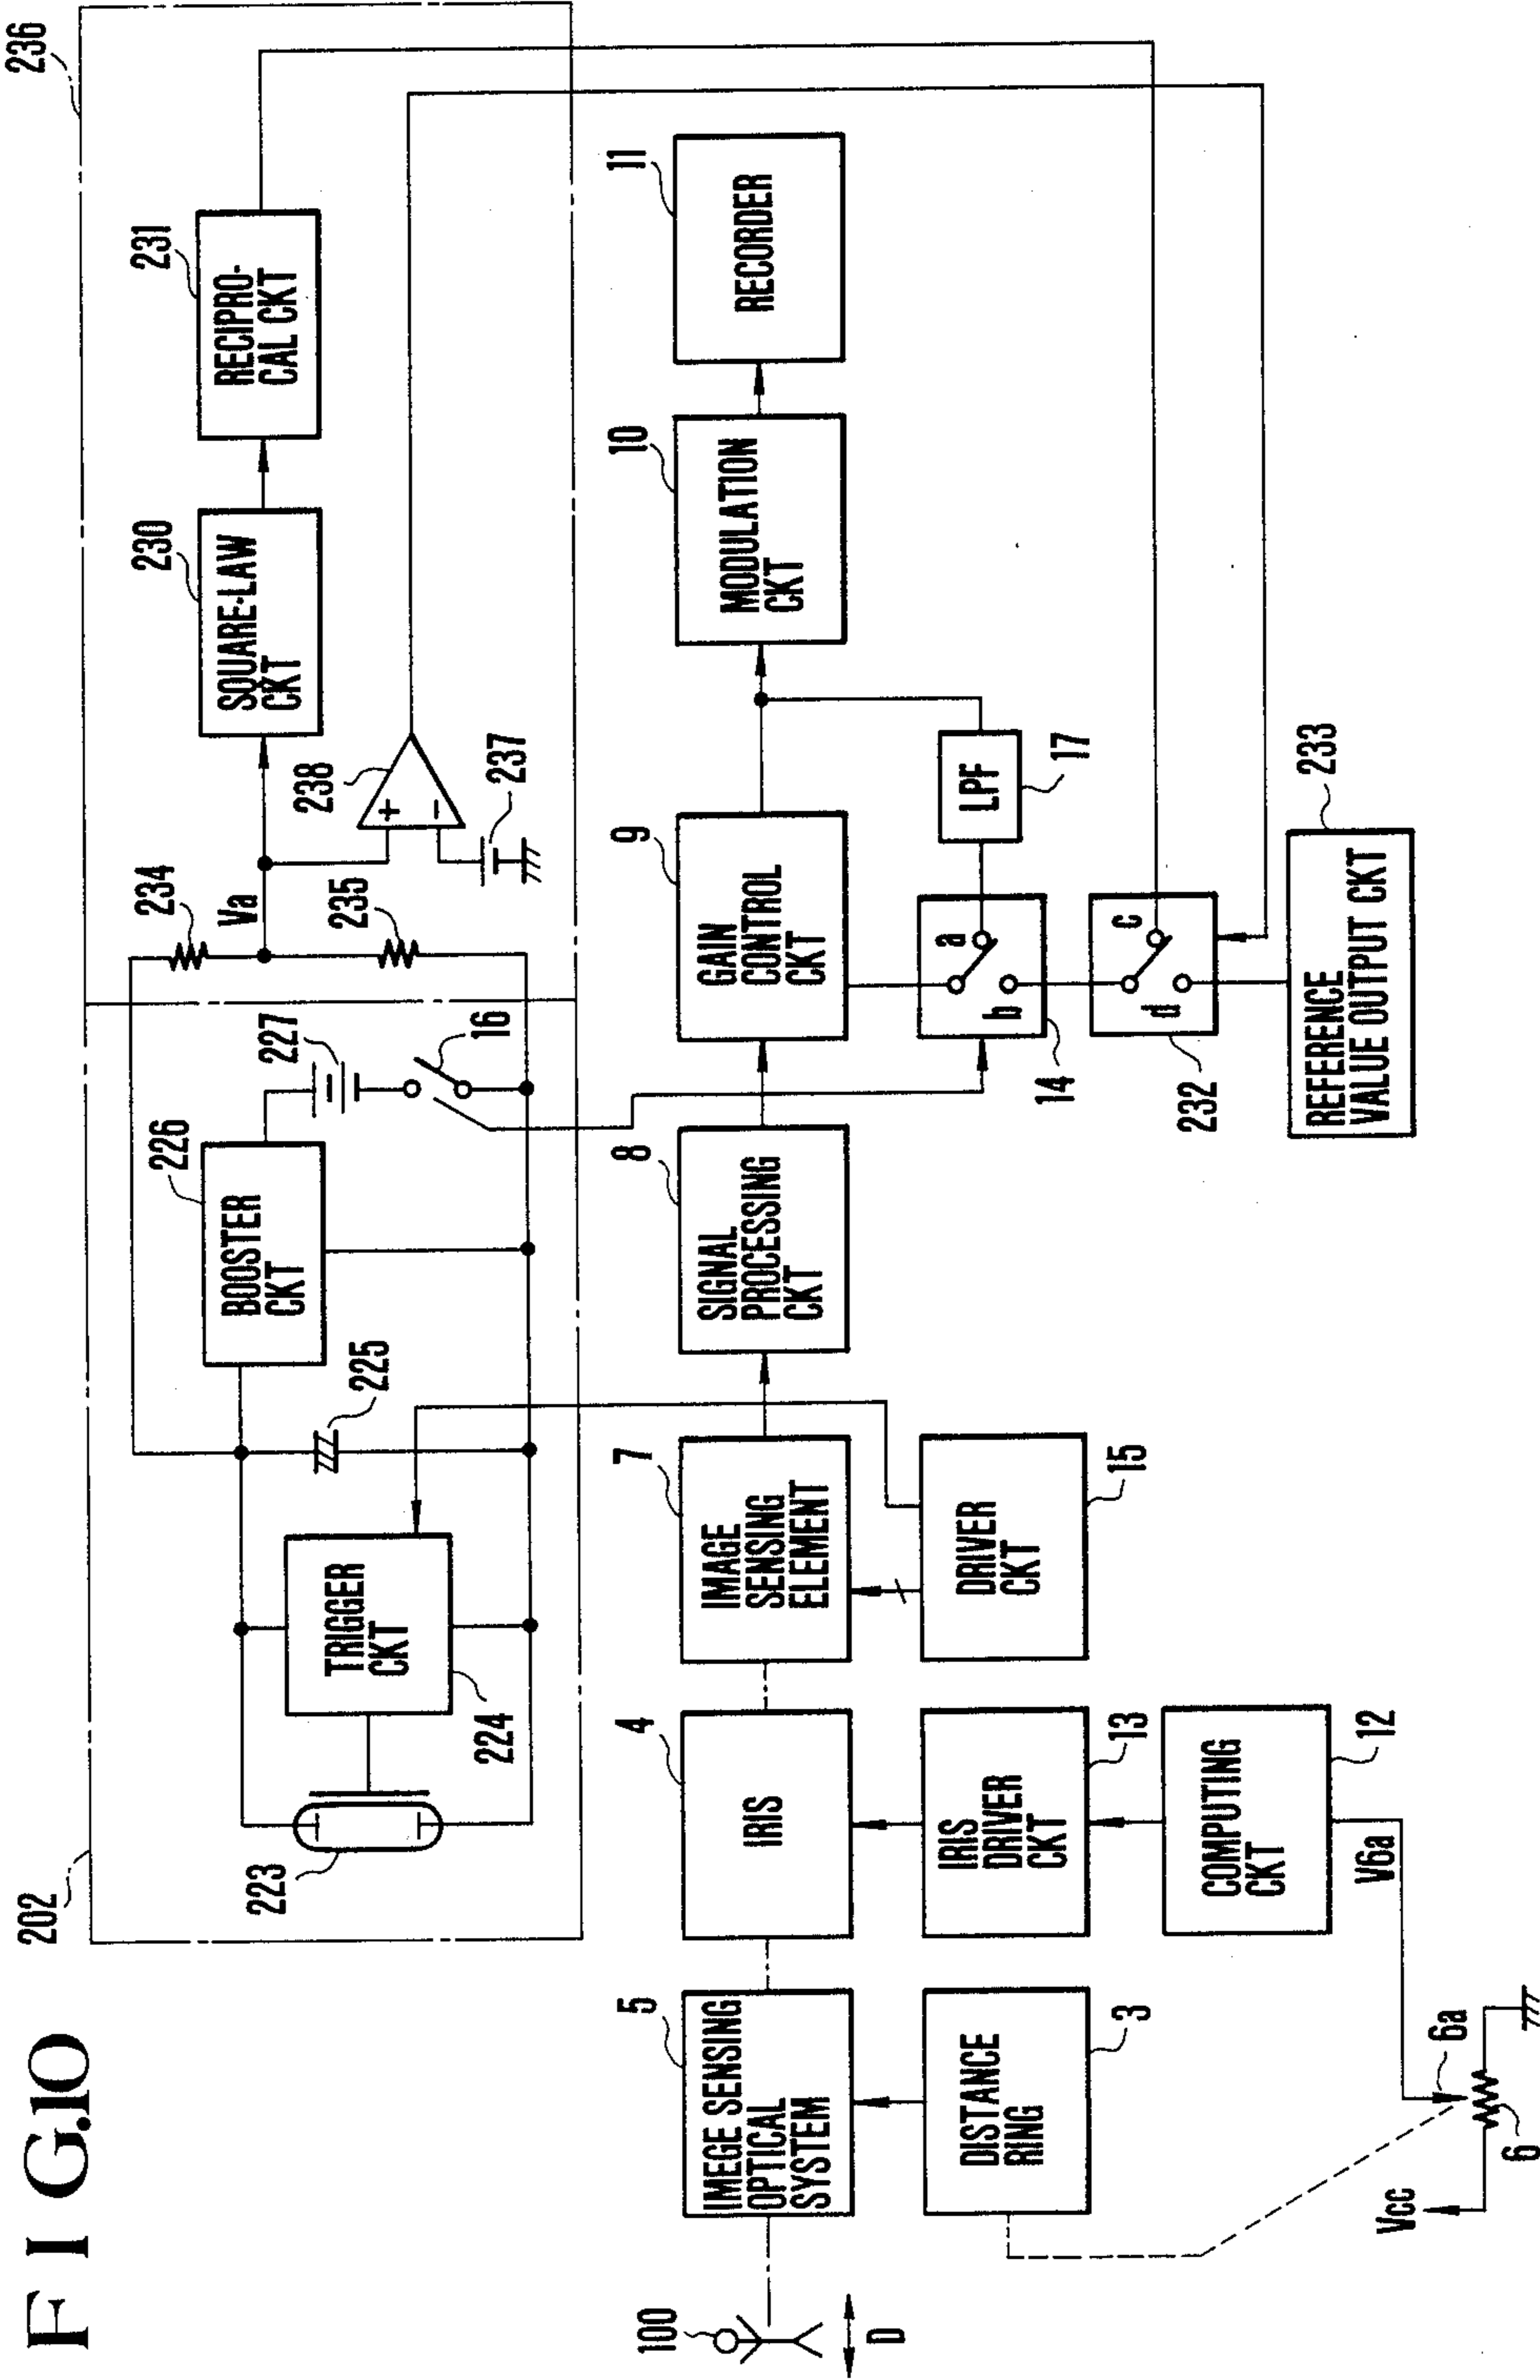 F I G.10
202
236
223
TRIGGER
CKT
224
225
BOOSTER
CKT
226
227
16
234
Va
235
SQUARE-LAW
CKT
230
RECIPRO-
CAL CKT
231
238
+
−
237
100
D
IMEGE SENSING
OPTICAL
SYSTEM
5
IRIS
4
IMAGE
SENSING
ELEMENT
7
SIGNAL
PROCESSING
CKT
8
GAIN
CONTROL
CKT
9
MODULATION
CKT
10
RECORDER
11
DISTANCE
RING
3
IRIS
DRIVER
CKT
13
DRIVER
CKT
15
a
b
14
LPF
17
COMPUTING
CKT
12
c
d
232
V6a
6a
Vcc
6
REFERENCE
VALUE OUTPUT CKT
233